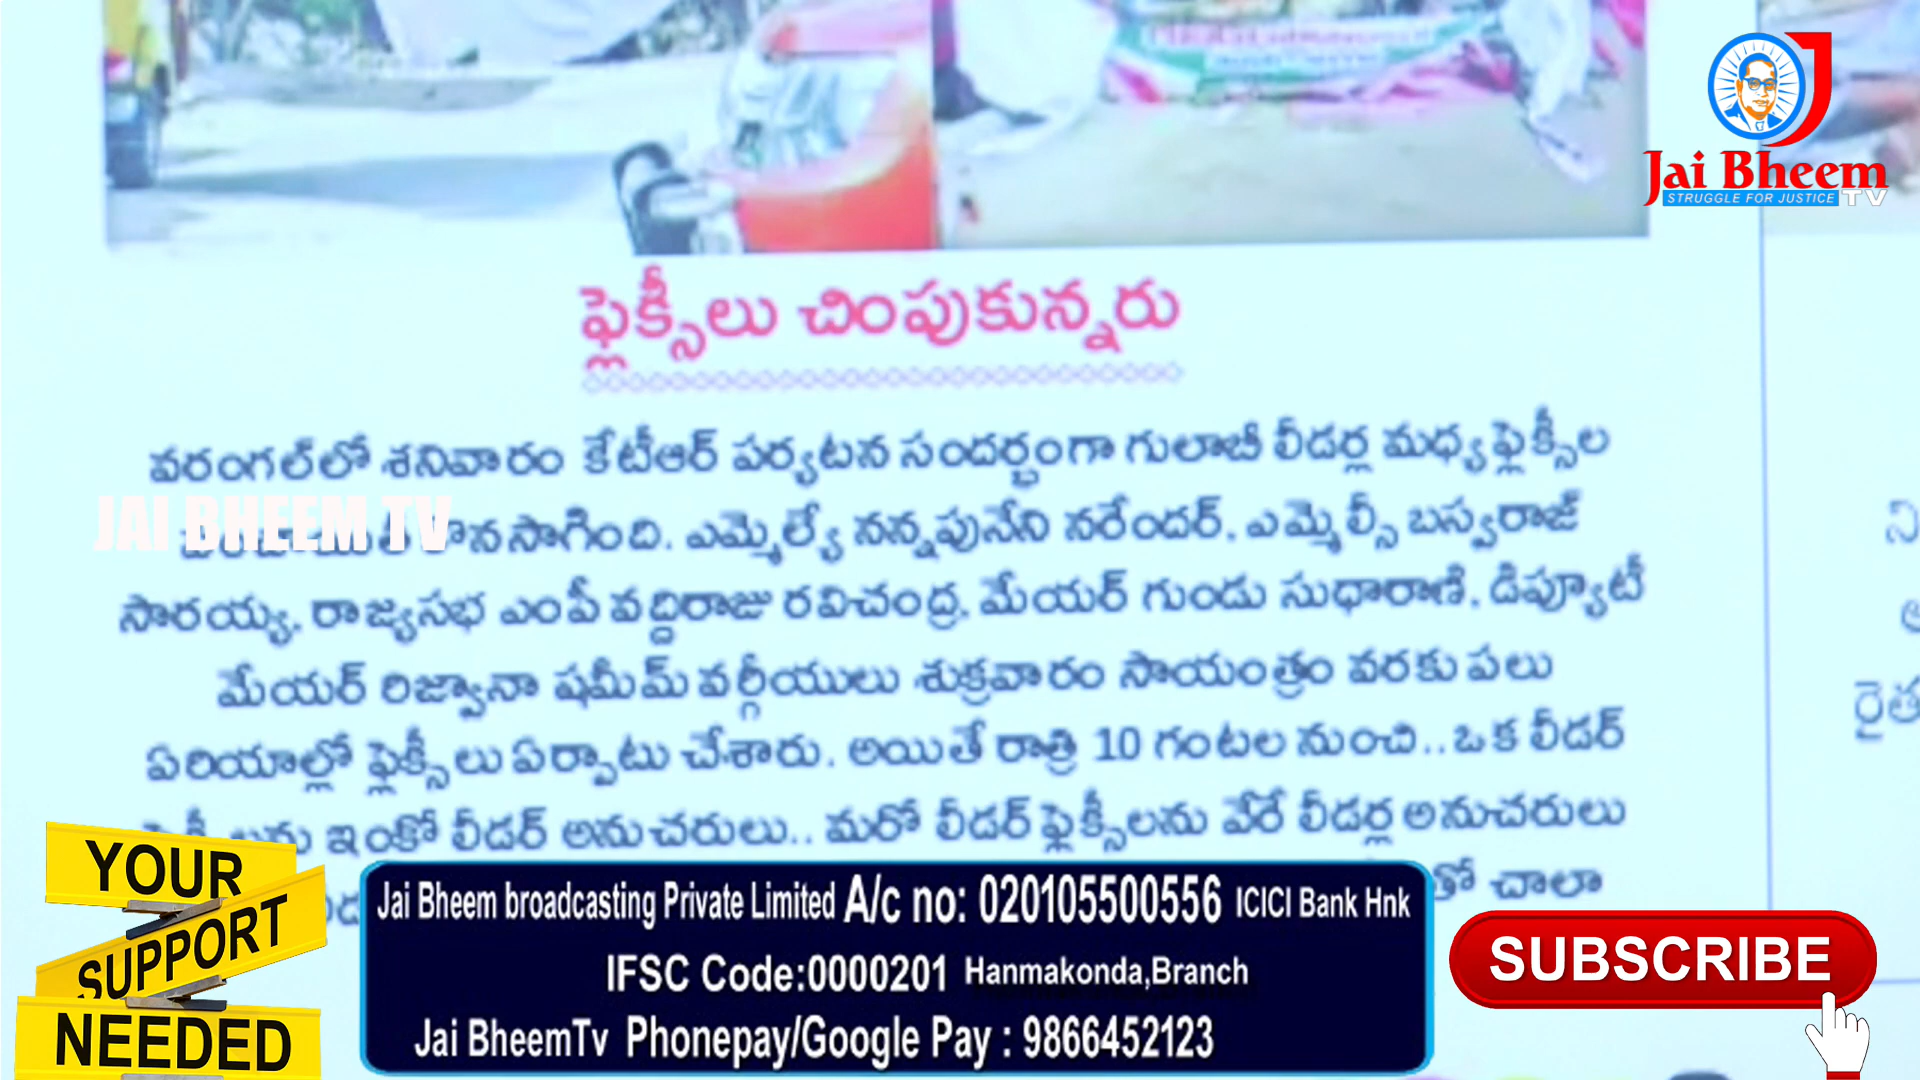 Jai Bheem
STRUGGLE FOR JUSTICE TV
ఫ్లెక్సీలు చింపుకున్నరు
వరంగల్‌లో శనివారం కేటీఆర్ పర్యటన సందర్భంగా గులాబీ లీడర్ల మధ్య ఫ్లెక్సీల
JAI BHEEM TV
సాగింది. ఎమ్మెల్యే నన్నపునేని నరేందర్, ఎమ్మెల్సీ బస్వరాజ్
సారయ్య, రాజ్యసభ ఎంపీ వద్దిరాజు రవిచంద్ర, మేయర్ గుండు సుధారాణి, డిప్యూటీ
మేయర్ రిజ్వానా షమీమ్ వర్గీయులు శుక్రవారం సాయంత్రం వరకు పలు
ఏరియాల్లో ఫ్లెక్సీలు ఏర్పాటు చేశారు. అయితే రాత్రి 10 గంటల నుంచి.. ఒక లీడర్
ఇంకో లీడర్ అనుచరులు.. మరో లీడర్ ఫ్లెక్సీలను వేరే లీడర్ల అనుచరులు
చాలా
ని
రైత
YOUR
SUPPORT
NEEDED
Jai Bheem broadcasting Private Limited A/c no: 020105500556 ICICI Bank Hnk
IFSC Code:0000201 Hanmakonda,Branch
Jai BheemTv Phonepay/Google Pay : 9866452123
SUBSCRIBE